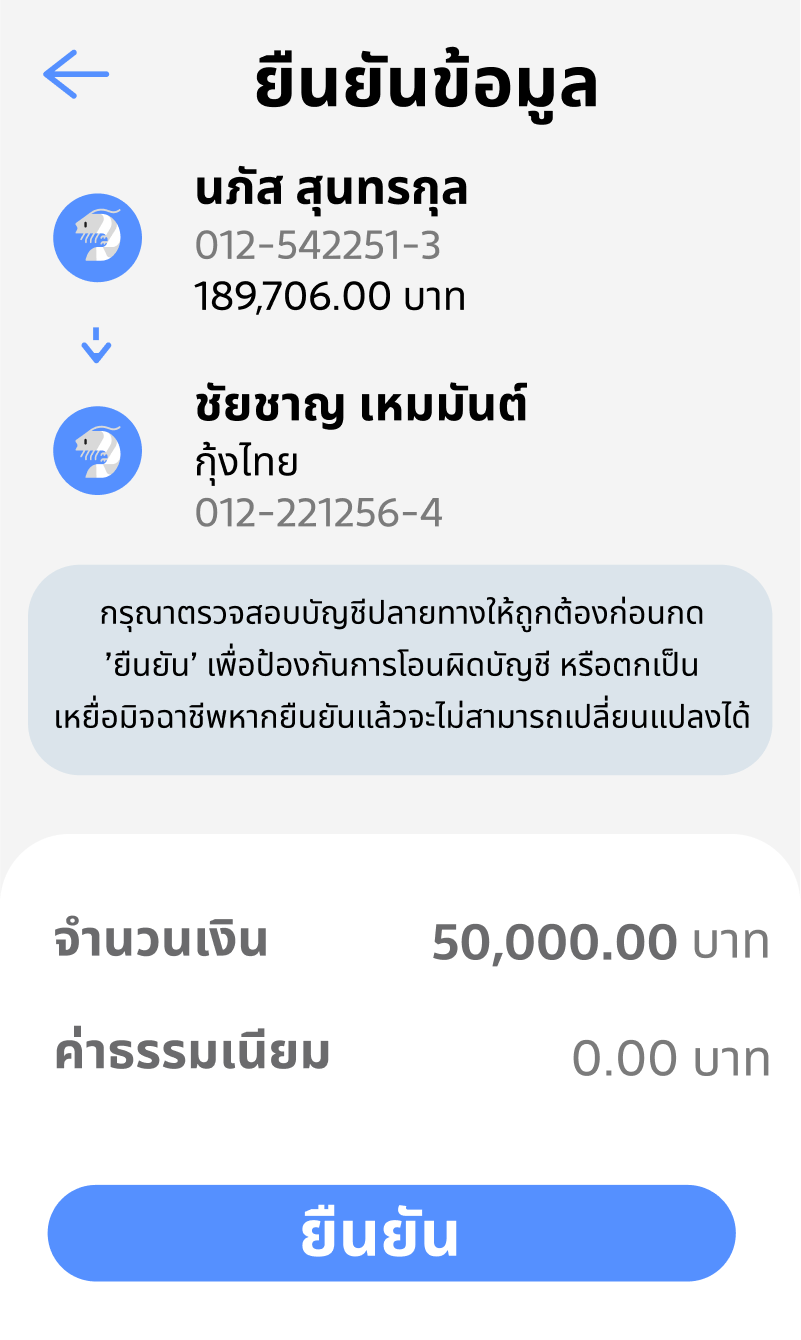 ยืนยันข้อมูล
นภัส สุนทรกุล
012-542251-3
189,706.00 บาท
ชัยชาญ เหมมันต์
กุ้งไทย
012-221256-4
กรุณาตรวจสอบบัญชีปลายทางให้ถูกต้องก่อนกด
’ยืนยัน’ เพื่อป้องกันการโอนผิดบัญชี หรือตกเป็น
เหยื่อมิจฉาชีพหากยืนยันแล้วจะไม่สามารถเปลี่ยนแปลงได้
จำนวนเงิน 50,000.00 บาท
ค่าธรรมเนียม 0.00 บาท
ยืนยัน